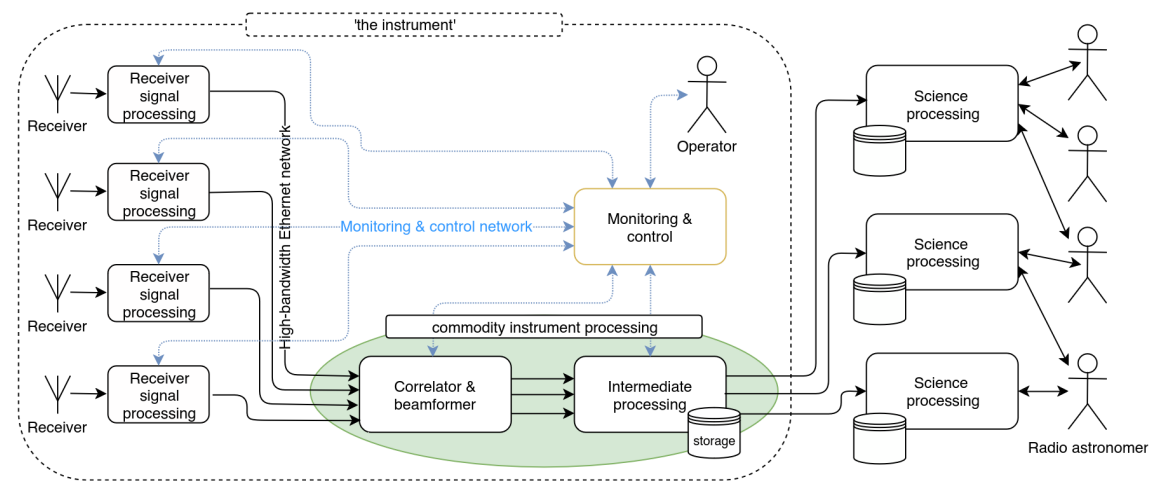 'the instrument'
Receiver
signal
processing
Receiver
Receiver
signal
processing
Receiver
Receiver
signal
processing
Receiver
Receiver
signal
processing
Receiver
High-bandwidth Ethernet network
Monitoring & control network
Operator
Monitoring &
control
commodity instrument processing
Correlator &
beamformer
Intermediate
processing
storage
Science
processing
Science
processing
Science
processing
Radio astronomer